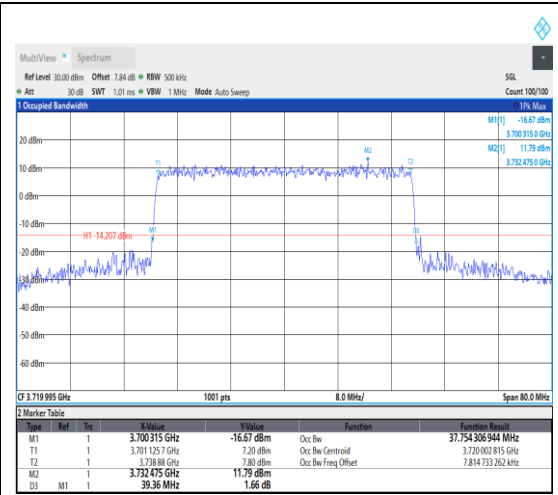 MultiView Spectrum
Ref Level 30.00 dBm Offset 7.84 dB RBW 500 kHz SGL
Att 30 dB SWT 1.01 ms VBW 1 MHz Mode Auto Sweep Count 100/100
1 Occupied Bandwidth 1Pk Max
M1[1] -16.67 dBm
3.700 315 0 GHz
M2[1] 11.79 dBm
3.732 475 0 GHz
20 dBm
T1 M2 T2
10 dBm
0 dBm
-10 dBm
H1 -14.207 dBm M1 D3
-20 dBm
-30 dBm
-40 dBm
-50 dBm
-60 dBm
CF 3.719 995 GHz 1001 pts 8.0 MHz/ Span 80.0 MHz
2 Marker Table
Type Ref Trc X-Value Y-Value Function Function Result
M1 1 3.700 315 GHz -16.67 dBm Occ Bw 37.754 306 944 MHz
T1 1 3.701 125 7 GHz 7.20 dBm Occ Bw Centroid 3.720 002 815 GHz
T2 1 3.738 88 GHz 7.80 dBm Occ Bw Freq Offset 7.814 733 262 kHz
M2 1 3.732 475 GHz 11.79 dBm
D3 M1 1 39.36 MHz 1.66 dB